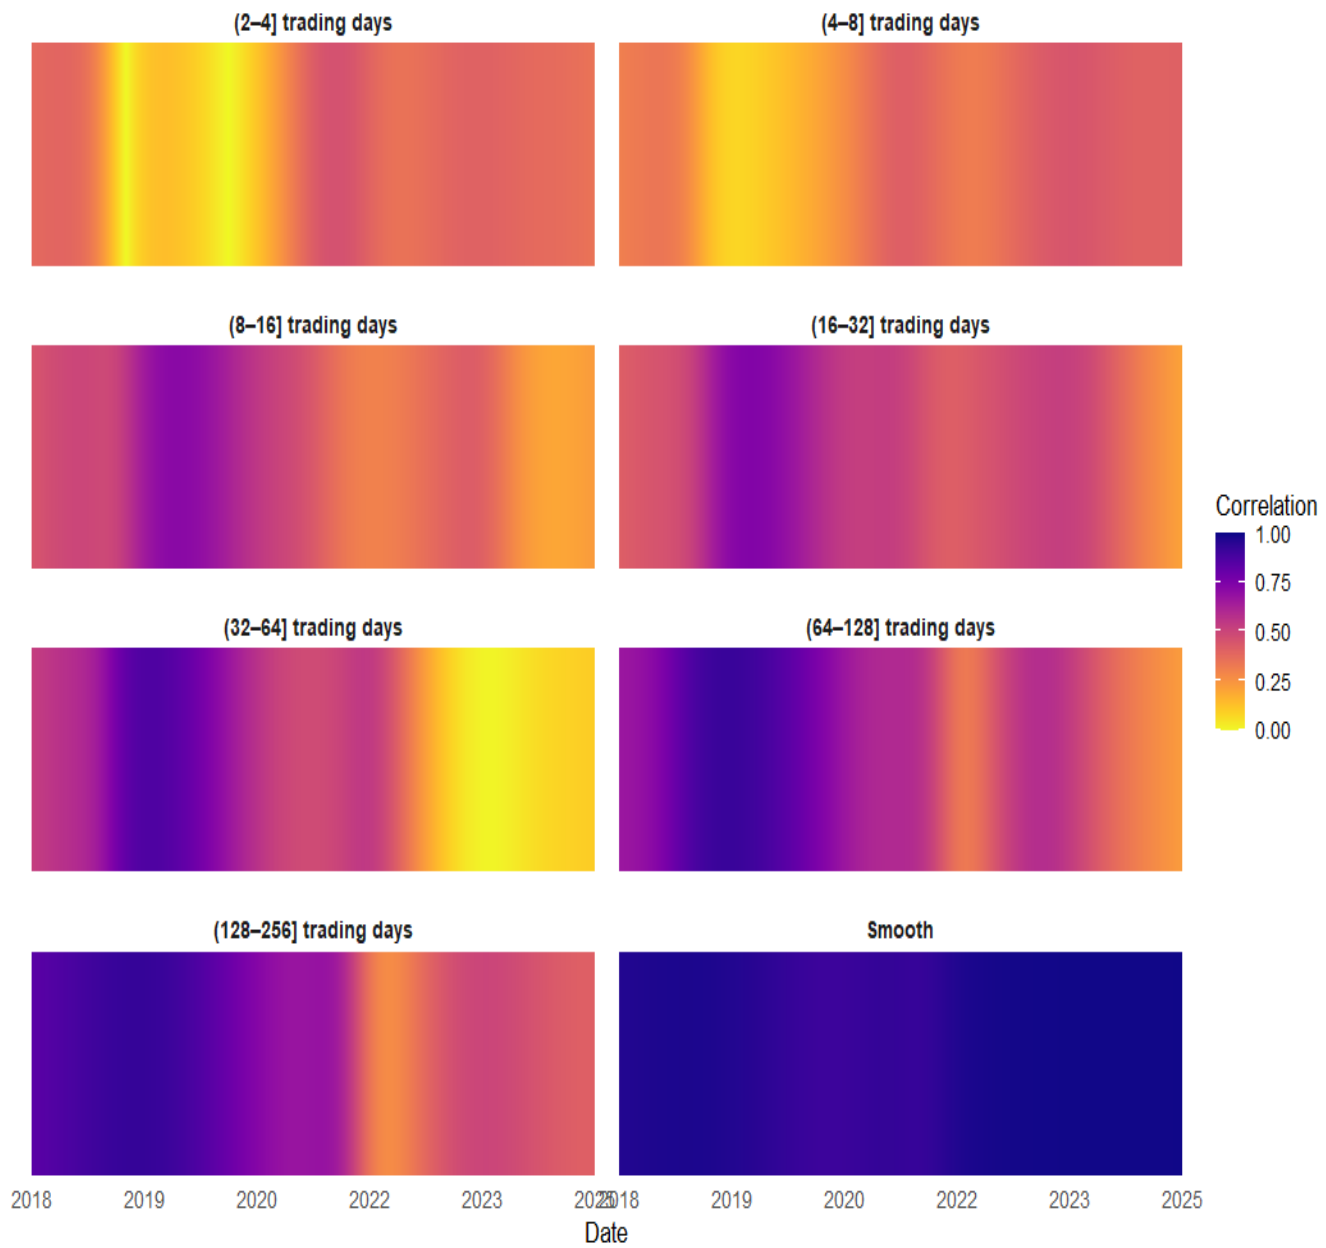 (2–4] trading days
(4–8] trading days
(8–16] trading days
(16–32] trading days
(32–64] trading days
(64–128] trading days
(128–256] trading days
Smooth
Correlation
1.00
0.75
0.50
0.25
0.00
2018 2019 2020 2022 2023 2025
2018 2019 2020 2022 2023 2025
Date